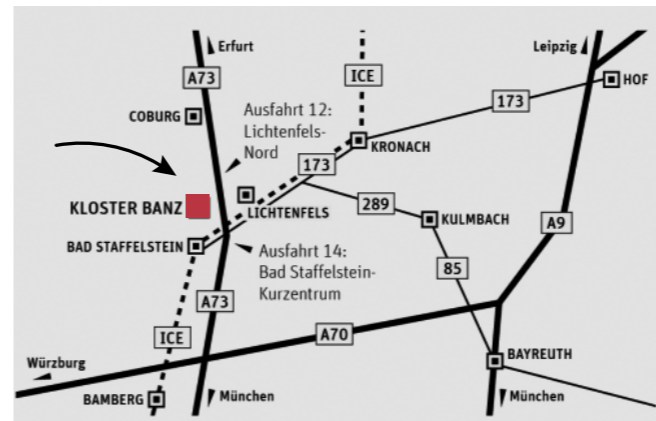 Erfurt
Leipzig
A73
ICE
HOF
COBURG
173
Ausfahrt 12:
Lichtenfels-
Nord
KRONACH
173
KLOSTER BANZ
LICHTENFELS
289
KULMBACH
A9
BAD STAFFELSTEIN
Ausfahrt 14:
Bad Staffelstein-
Kurzentrum
85
A73
ICE
A70
BAYREUTH
Würzburg
BAMBERG
München
München